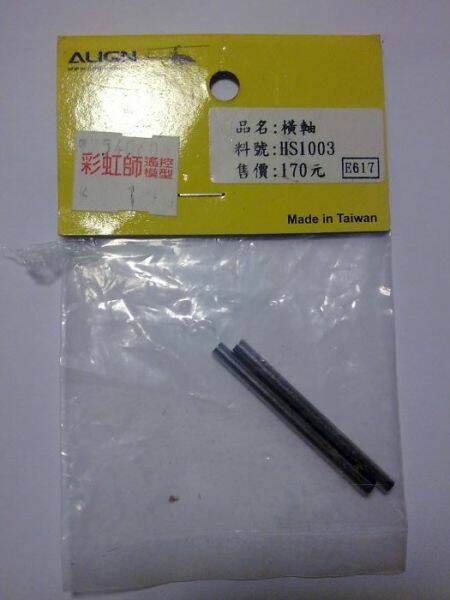 ALIGN
品名:橫軸
料號:HS1003
售價:170元
E617
彩虹師遙控模型
Made in Taiwan